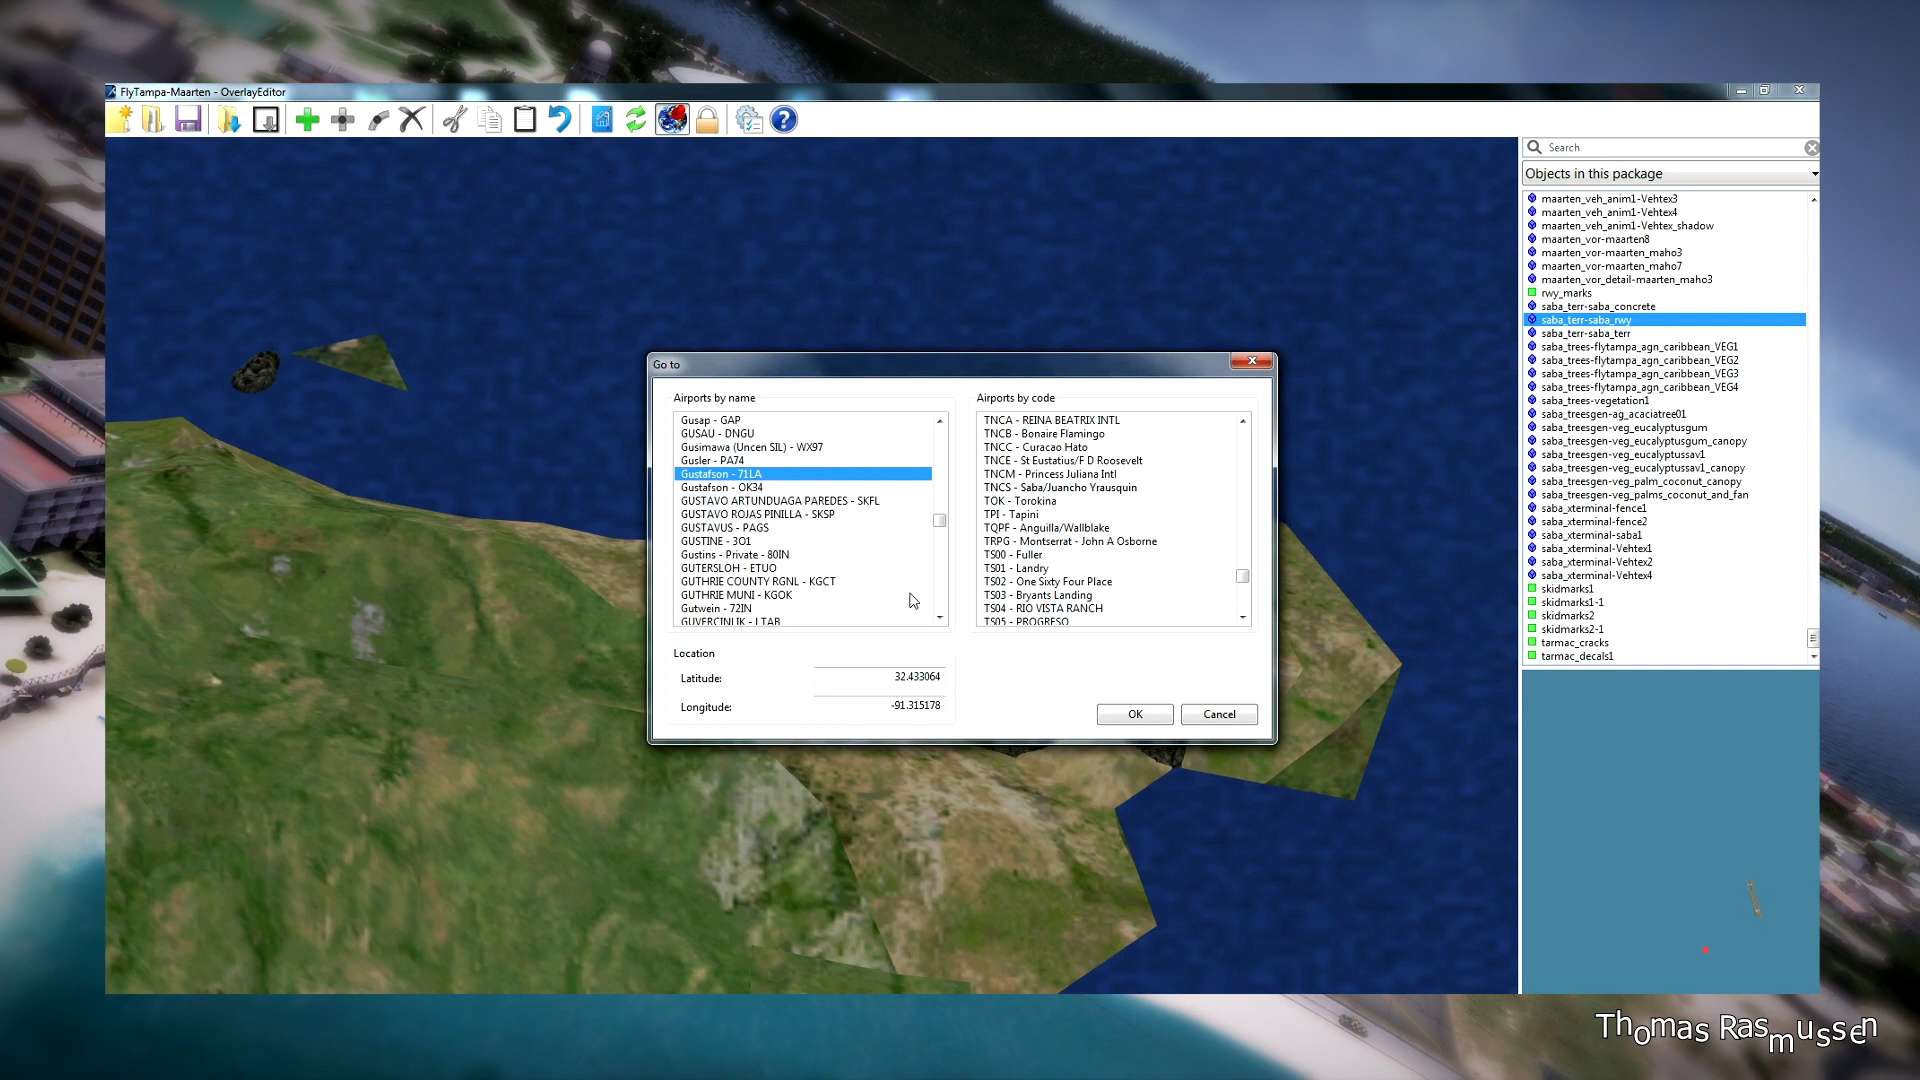 FlyTampa-Maarten - OverlayEditor
Search
Objects in this package
maarten_veh_anim1-Vehtex3
maarten_veh_anim1-Vehtex4
maarten_veh_anim1-Vehtex_shadow
maarten_vor-maarten8
maarten_vor-maarten_maho3
maarten_vor-maarten_maho7
maarten_vor_detail-maarten_maho3
rwy_marks
saba_terr-saba_concrete
saba_terr-saba_rwy
saba_terr-saba_terr
saba_trees-flytampa_agn_caribbean_VEG1
saba_trees-flytampa_agn_caribbean_VEG2
saba_trees-flytampa_agn_caribbean_VEG3
saba_trees-flytampa_agn_caribbean_VEG4
saba_trees-vegetation1
saba_treesgen-ag_acaciatree01
saba_treesgen-veg_eucalyptusgum
saba_treesgen-veg_eucalyptusgum_canopy
saba_treesgen-veg_eucalyptussav1
saba_treesgen-veg_eucalyptussav1_canopy
saba_treesgen-veg_palm_coconut_canopy
saba_treesgen-veg_palms_coconut_and_fan
saba_xterminal-fence1
saba_xterminal-fence2
saba_xterminal-saba1
saba_xterminal-Vehtex1
saba_xterminal-Vehtex2
saba_xterminal-Vehtex4
skidmarks1
skidmarks1-1
skidmarks2
skidmarks2-1
tarmac_cracks
tarmac_decals1
Go to
Airports by name
Gusap - GAP
GUSAU - DNGU
Gusimawa (Uncen SIL) - WX97
Gusler - PA74
Gustafson - 71LA
Gustafson - OK34
GUSTAVO ARTUNDUAGA PAREDES - SKFL
GUSTAVO ROJAS PINILLA - SKSP
GUSTAVUS - PAGS
GUSTINE - 3O1
Gustins - Private - 80IN
GUTERSLOH - ETUO
GUTHRIE COUNTY RGNL - KGCT
GUTHRIE MUNI - KGOK
Gutwein - 72IN
GUVERCINLIK - LTAB
Airports by code
TNCA - REINA BEATRIX INTL
TNCB - Bonaire Flamingo
TNCC - Curacao Hato
TNCE - St Eustatius/F D Roosevelt
TNCM - Princess Juliana Intl
TNCS - Saba/Juancho Yrausquin
TOK - Torokina
TPI - Tapini
TQPF - Anguilla/Wallblake
TRPG - Montserrat - John A Osborne
TS00 - Fuller
TS01 - Landry
TS02 - One Sixty Four Place
TS03 - Bryants Landing
TS04 - RIO VISTA RANCH
TS05 - PROGRESO
Location
Latitude: 32.433064
Longitude: -91.315178
OK
Cancel
Thomas Rasmussen